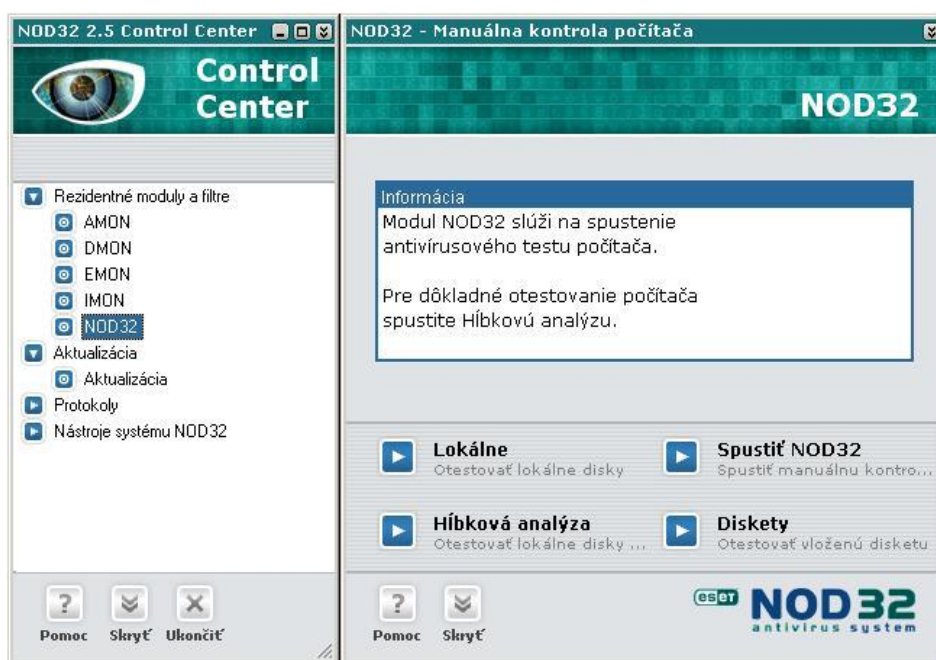 NOD32 2.5 Control Center
Control
Center
Rezidentné moduly a filtre
AMON
DMON
EMON
IMON
NOD32
Aktualizácia
Aktualizácia
Protokoly
Nástroje systému NOD32
Pomoc Skryť Ukončiť
NOD32 - Manuálna kontrola počítača
NOD32
Informácia
Modul NOD32 slúži na spustenie
antivírusového testu počítača.
Pre dôkladné otestovanie počítača
spustite Hĺbkovú analýzu.
Lokálne
Otestovať lokálne disky
Spustiť NOD32
Spustiť manuálnu kontro...
Hĺbková analýza
Otestovať lokálne disky ...
Diskety
Otestovať vloženú disketu
Pomoc Skryť
eset NOD32
antivirus system